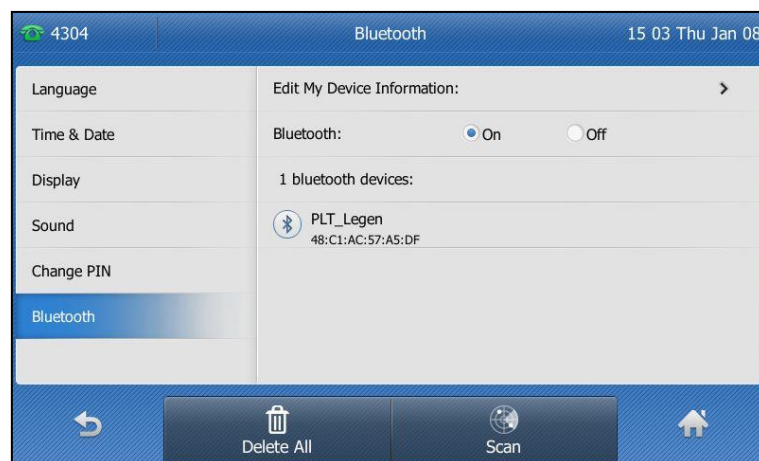 4304 Bluetooth 15 03 Thu Jan 08
Language
Time & Date
Display
Sound
Change PIN
Bluetooth
Edit My Device Information:
Bluetooth: On Off
1 bluetooth devices:
PLT_Legen
48:C1:AC:57:A5:DF
Delete All
Scan